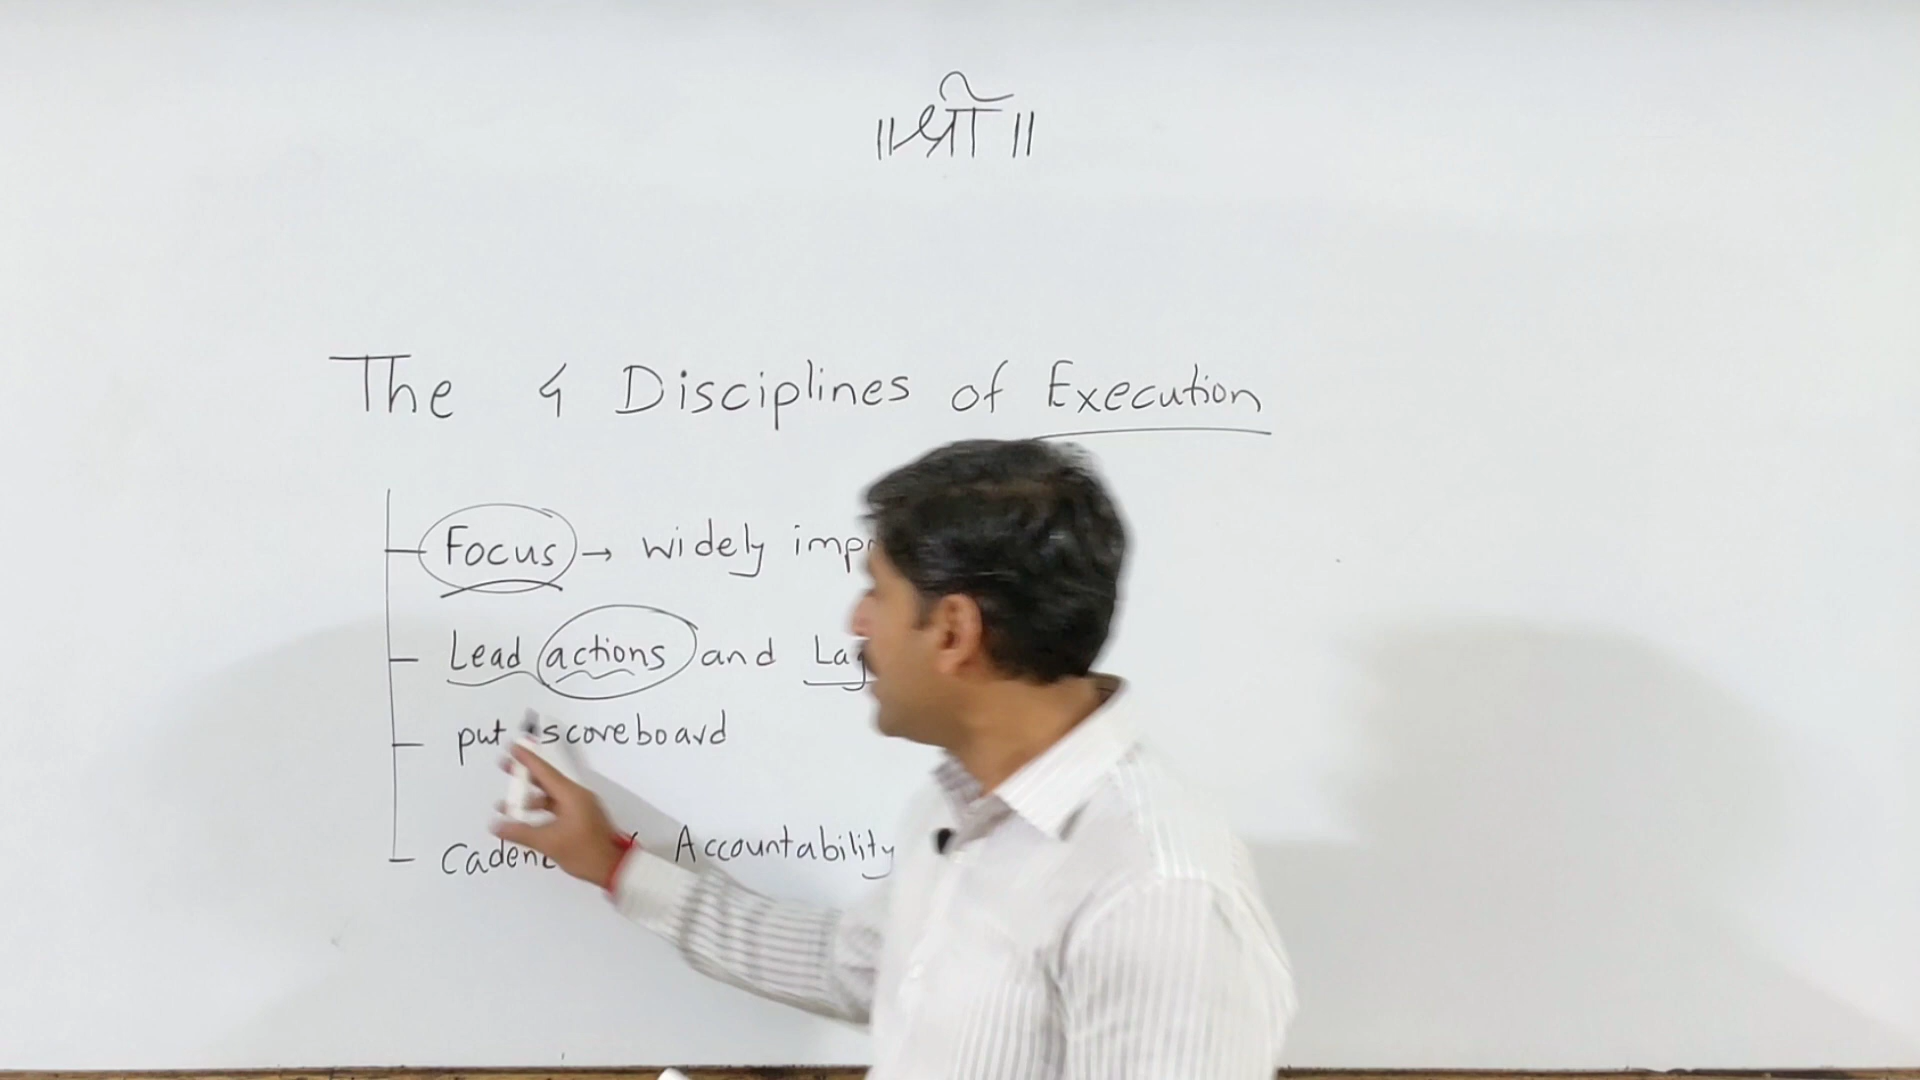 ॥ श्री ॥
The 4 Disciplines of Execution
Focus → widely
Lead actions and
put scoreboard
Accountability